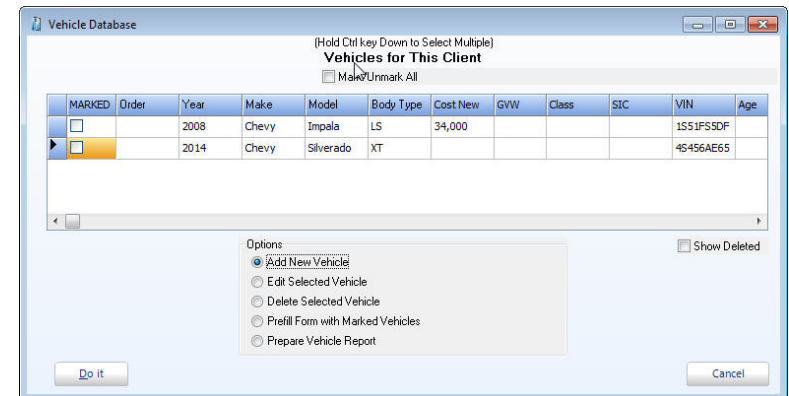 Vehicle Database
(Hold Ctrl key Down to Select Multiple)
Vehicles for This Client
Mark/Unmark All
MARKED Order Year Make Model Body Type Cost New GVW Class SIC VIN Age
2008 Chevy Impala LS 34,000 1S51FS5DF
2014 Chevy Silverado XT 4S456AE65
Options
Show Deleted
Add New Vehicle
Edit Selected Vehicle
Delete Selected Vehicle
Prefill Form with Marked Vehicles
Prepare Vehicle Report
Do it Cancel